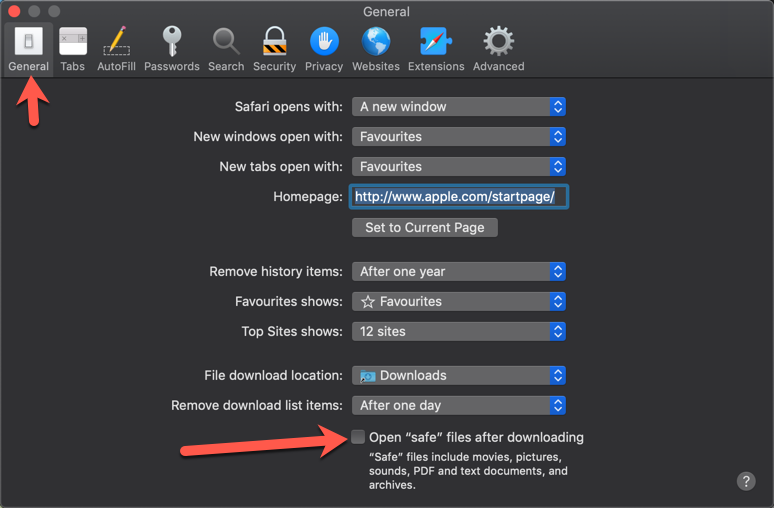 General
General Tabs AutoFill Passwords Search Security Privacy Websites Extensions Advanced
Safari opens with: A new window
New windows open with: Favourites
New tabs open with: Favourites
Homepage: http://www.apple.com/startpage/
Set to Current Page
Remove history items: After one year
Favourites shows: Favourites
Top Sites shows: 12 sites
File download location: Downloads
Remove download list items: After one day
Open “safe” files after downloading
“Safe” files include movies, pictures,
sounds, PDF and text documents, and
archives.
?